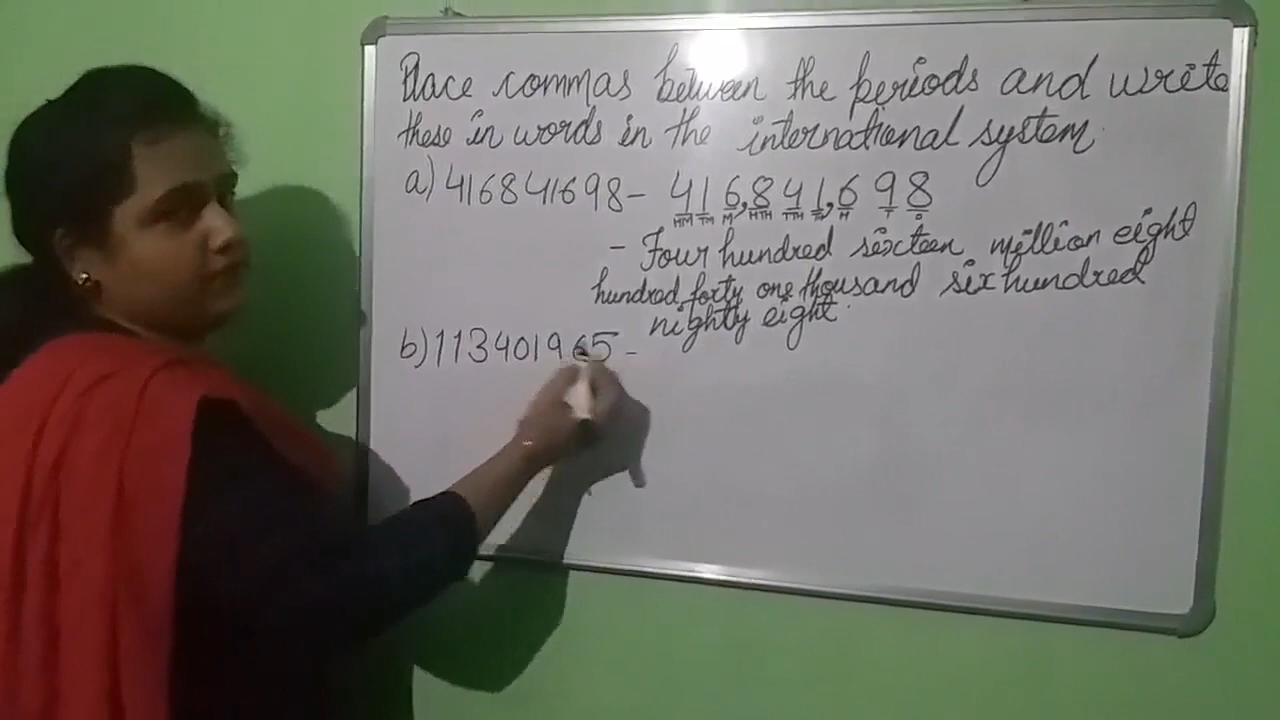 Place commas between the periods and write
these in words in the international system.
a) 416841698 - 416,841,698
HM TM M HTH TTH TH H T O
- Four hundred sixteen million eight
hundred forty one thousand six hundred
nighty eight.
b) 113401965 -